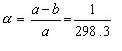 α = (a − b)/a = 1/298.3